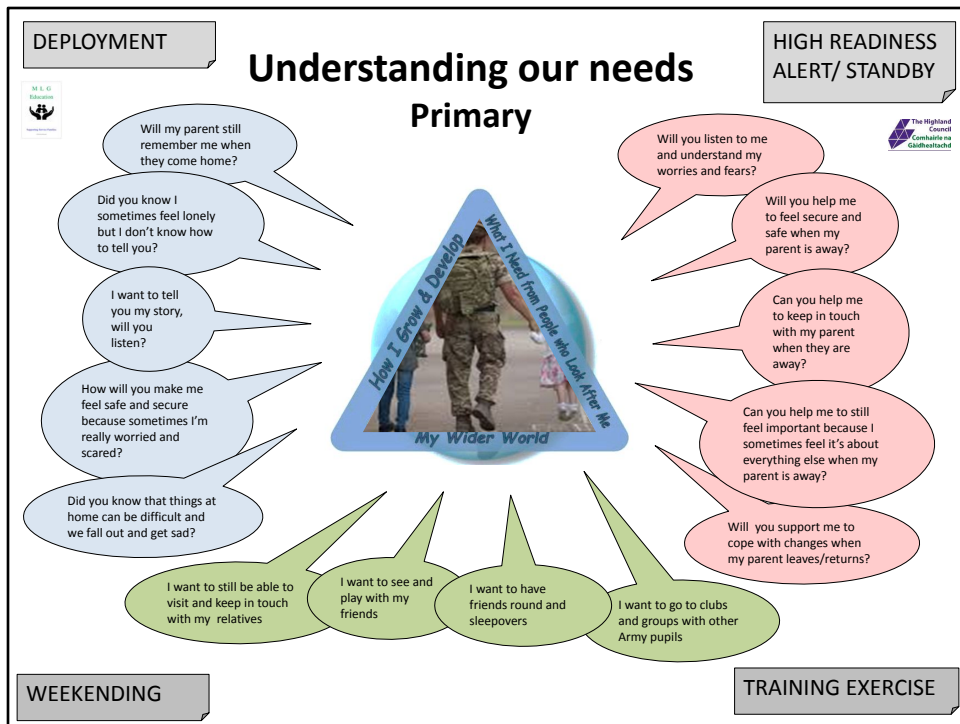 DEPLOYMENT
HIGH READINESS
ALERT/ STANDBY
Understanding our needs
Primary
M L G
Education
The Highland
Council
Comhairle na
Gàidhealtachd
Will my parent still
remember me when
they come home?
Did you know I
sometimes feel lonely
but I don't know how
to tell you?
I want to tell
you my story,
will you
listen?
How will you make me
feel safe and secure
because sometimes I'm
really worried and
scared?
Did you know that things at
home can be difficult and
we fall out and get sad?
How I Grow & Develop
What I Need from People who Look After Me
My Wider World
Will you listen to me
and understand my
worries and fears?
Will you help me
to feel secure and
safe when my
parent is away?
Can you help me
to keep in touch
with my parent
when they are
away?
Can you help me to still
feel important because I
sometimes feel it's about
everything else when my
parent is away?
Will  you support me to
cope with changes when
my parent leaves/returns?
I want to still be able to
visit and keep in touch
with my  relatives
I want to see and
play with my
friends
I want to have
friends round and
sleepovers
I want to go to clubs
and groups with other
Army pupils
WEEKENDING
TRAINING EXERCISE